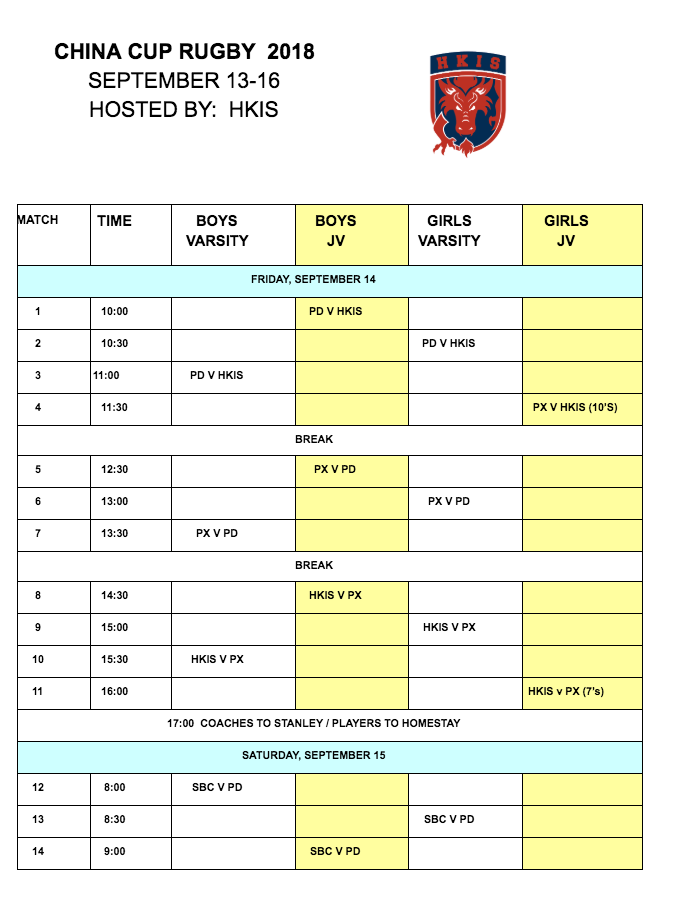 CHINA CUP RUGBY  2018
SEPTEMBER 13-16
HOSTED BY:  HKIS
HKIS
MATCH TIME BOYS VARSITY BOYS JV GIRLS VARSITY GIRLS JV
FRIDAY, SEPTEMBER 14
1 10:00 PD V HKIS
2 10:30 PD V HKIS
3 11:00 PD V HKIS
4 11:30 PX V HKIS (10'S)
BREAK
5 12:30 PX V PD
6 13:00 PX V PD
7 13:30 PX V PD
BREAK
8 14:30 HKIS V PX
9 15:00 HKIS V PX
10 15:30 HKIS V PX
11 16:00 HKIS v PX (7's)
17:00  COACHES TO STANLEY / PLAYERS TO HOMESTAY
SATURDAY, SEPTEMBER 15
12 8:00 SBC V PD
13 8:30 SBC V PD
14 9:00 SBC V PD